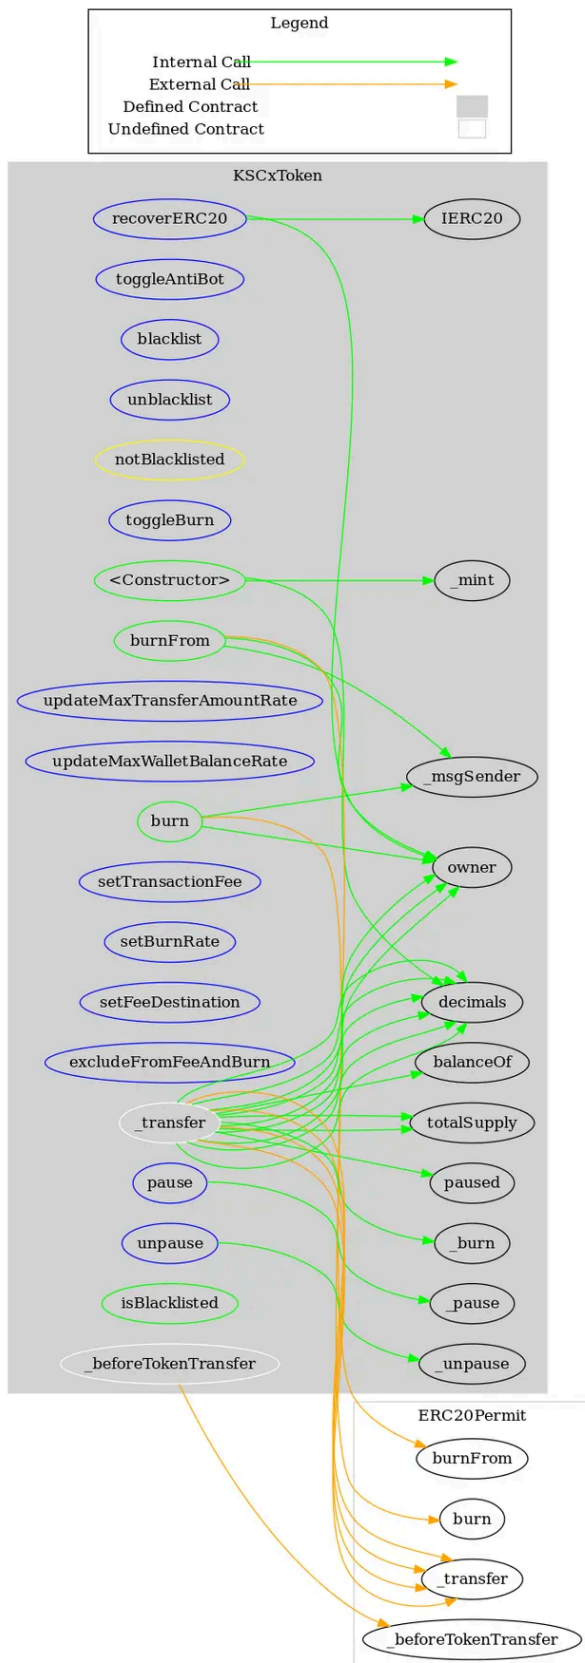 Legend
Internal Call
External Call
Defined Contract
Undefined Contract
KSCxToken
recoverERC20
IERC20
toggleAntiBot
blacklist
unblacklist
notBlacklisted
toggleBurn
<Constructor>
_mint
burnFrom
updateMaxTransferAmountRate
updateMaxWalletBalanceRate
_msgSender
burn
owner
setTransactionFee
setBurnRate
setFeeDestination
decimals
excludeFromFeeAndBurn
balanceOf
_transfer
totalSupply
pause
paused
unpause
_burn
isBlacklisted
_pause
_beforeTokenTransfer
_unpause
ERC20Permit
burnFrom
burn
_transfer
_beforeTokenTransfer